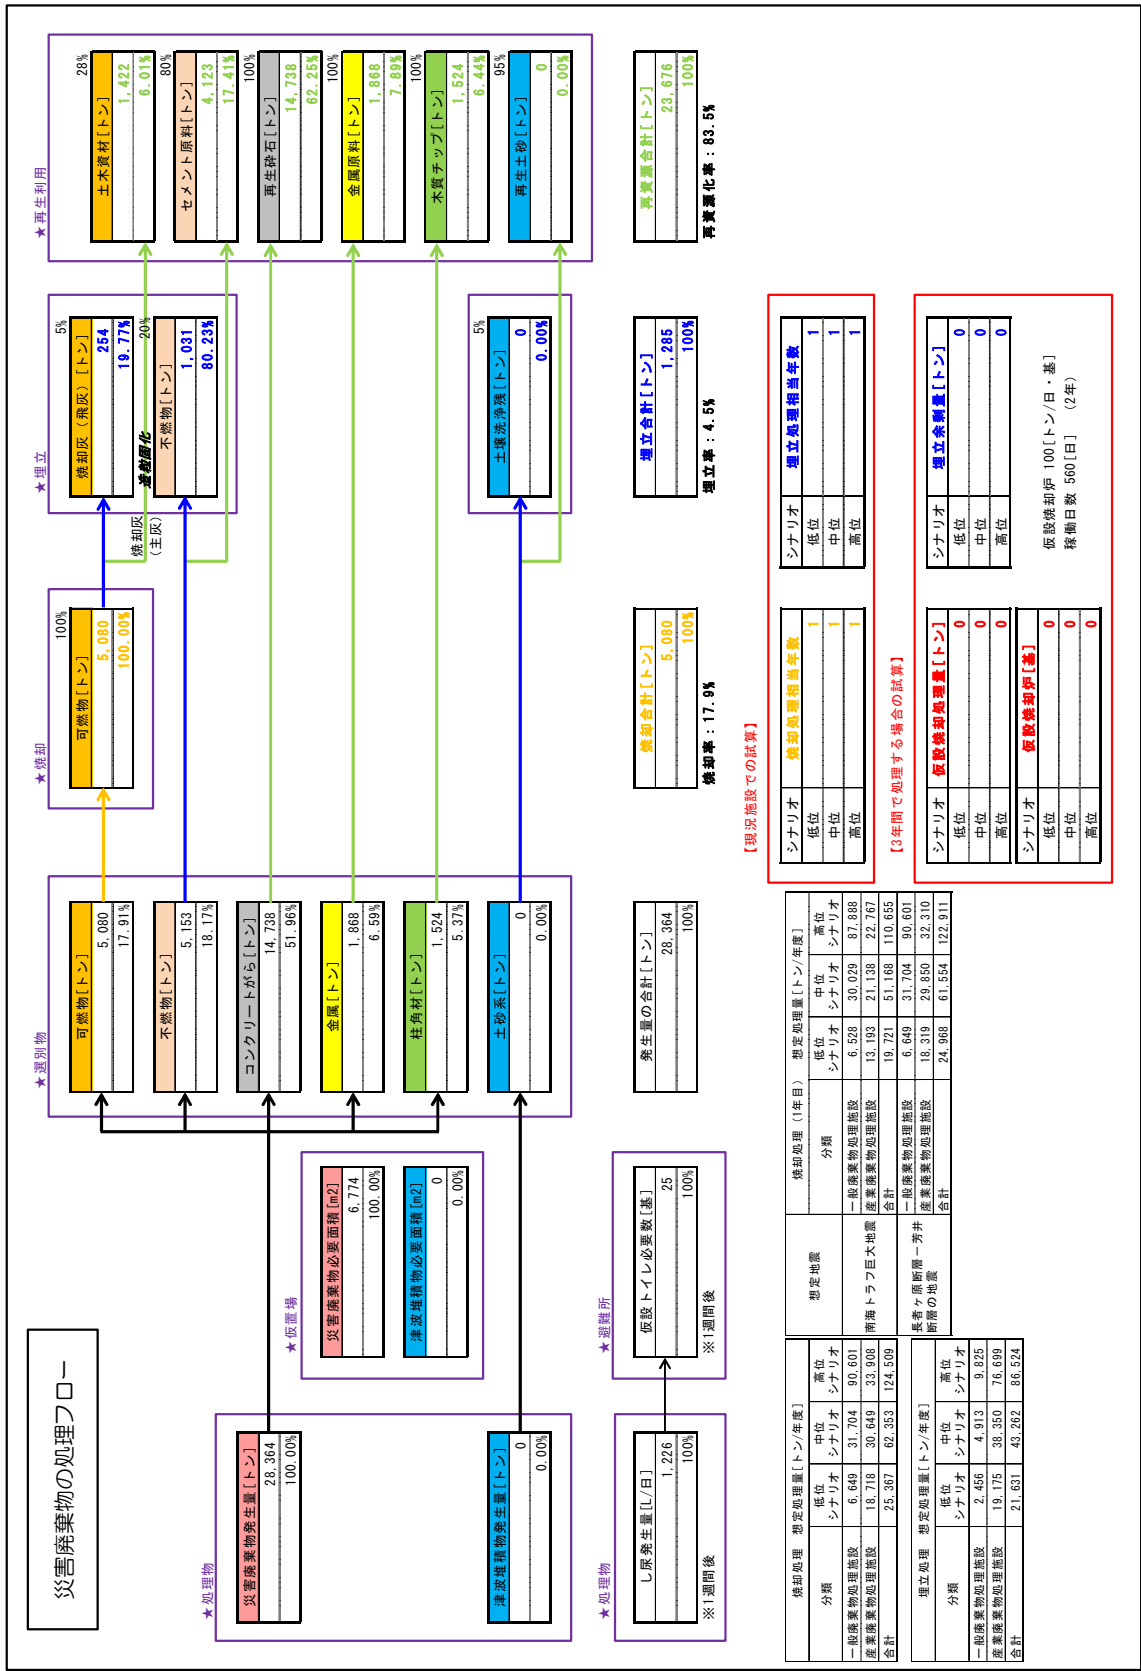 災害廃棄物の処理フロー
★処理物
災害廃棄物発生量[トン]
28,364
100.00%
津波堆積物発生量[トン]
0
0.00%
★仮置場
災害廃棄物必要面積[m2]
6,774
100.00%
津波堆積物必要面積[m2]
0
0.00%
★選別物
可燃物[トン]
5,080
17.91%
不燃物[トン]
5,153
18.17%
コンクリートがら[トン]
14,738
51.96%
金属[トン]
1,868
6.59%
柱角材[トン]
1,524
5.37%
土砂系[トン]
0
0.00%
★焼却
100%
可燃物[トン]
5,080
100.00%
★埋立
5%
焼却灰（飛灰）[トン]
254
19.77%
焼却灰
（主灰）
造粒固化
20%
不燃物[トン]
1,031
80.23%
5%
土壌洗浄残[トン]
0
0.00%
★再生利用
28%
土木資材[トン]
1,422
6.01%
80%
セメント原料[トン]
4,123
17.41%
100%
再生砕石[トン]
14,738
62.25%
100%
金属原料[トン]
1,868
7.89%
100%
木質チップ[トン]
1,524
6.44%
95%
再生土砂[トン]
0
0.00%
★処理物
し尿発生量[L/日]
1,226
100%
※1週間後
★避難所
仮設トイレ必要数[基]
25
100%
※1週間後
発生量の合計[トン]
28,364
100%
焼却合計[トン]
5,080
100%
焼却率：17.9%
埋立合計[トン]
1,285
100%
埋立率：4.5%
再資源合計[トン]
23,676
100%
再資源化率：83.5%
焼却処理 想定処理量[トン/年度]
分類 低位シナリオ 中位シナリオ 高位シナリオ
一般廃棄物処理施設 6,649 31,704 90,601
産業廃棄物処理施設 18,718 30,649 33,908
合計 25,367 62,353 124,509
埋立処理 想定処理量[トン/年度]
分類 低位シナリオ 中位シナリオ 高位シナリオ
一般廃棄物処理施設 2,456 4,913 9,825
産業廃棄物処理施設 19,175 38,350 76,699
合計 21,631 43,262 86,524
想定地震 焼却処理（1年目） 想定処理量[トン/年度]
分類 低位シナリオ 中位シナリオ 高位シナリオ
南海トラフ巨大地震
一般廃棄物処理施設 6,528 30,029 87,888
産業廃棄物処理施設 13,193 21,138 22,767
合計 19,721 51,168 110,655
長者ヶ原断層－芳井断層の地震
一般廃棄物処理施設 6,649 31,704 90,601
産業廃棄物処理施設 18,319 29,850 32,310
合計 24,968 61,554 122,911
【現況施設での試算】
シナリオ 焼却処理相当年数
低位 1
中位 1
高位 1
シナリオ 埋立処理相当年数
低位 1
中位 1
高位 1
【3年間で処理する場合の試算】
シナリオ 仮設焼却処理量[トン]
低位 0
中位 0
高位 0
シナリオ 仮設焼却炉[基]
低位 0
中位 0
高位 0
シナリオ 埋立余剰量[トン]
低位 0
中位 0
高位 0
仮設焼却炉 100[トン/日・基]
稼働日数 560[日] （2年）